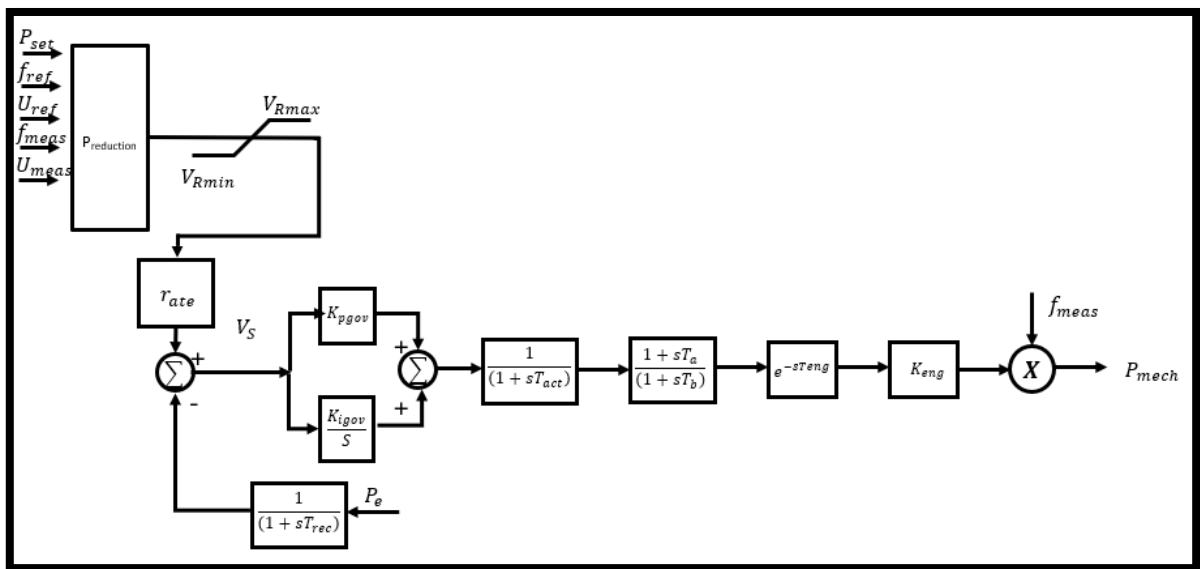 P_set
f_ref
U_ref
f_meas
U_meas
P_reduction
V_Rmax
V_Rmin
r_ate
V_S
+
-
∑
K_pgov
K_igov
S
+
+
∑
1
(1 + sT_act)
1 + sT_a
(1 + sT_b)
e^-sTeng
K_eng
f_meas
X
P_mech
1
(1 + sT_rec)
P_e